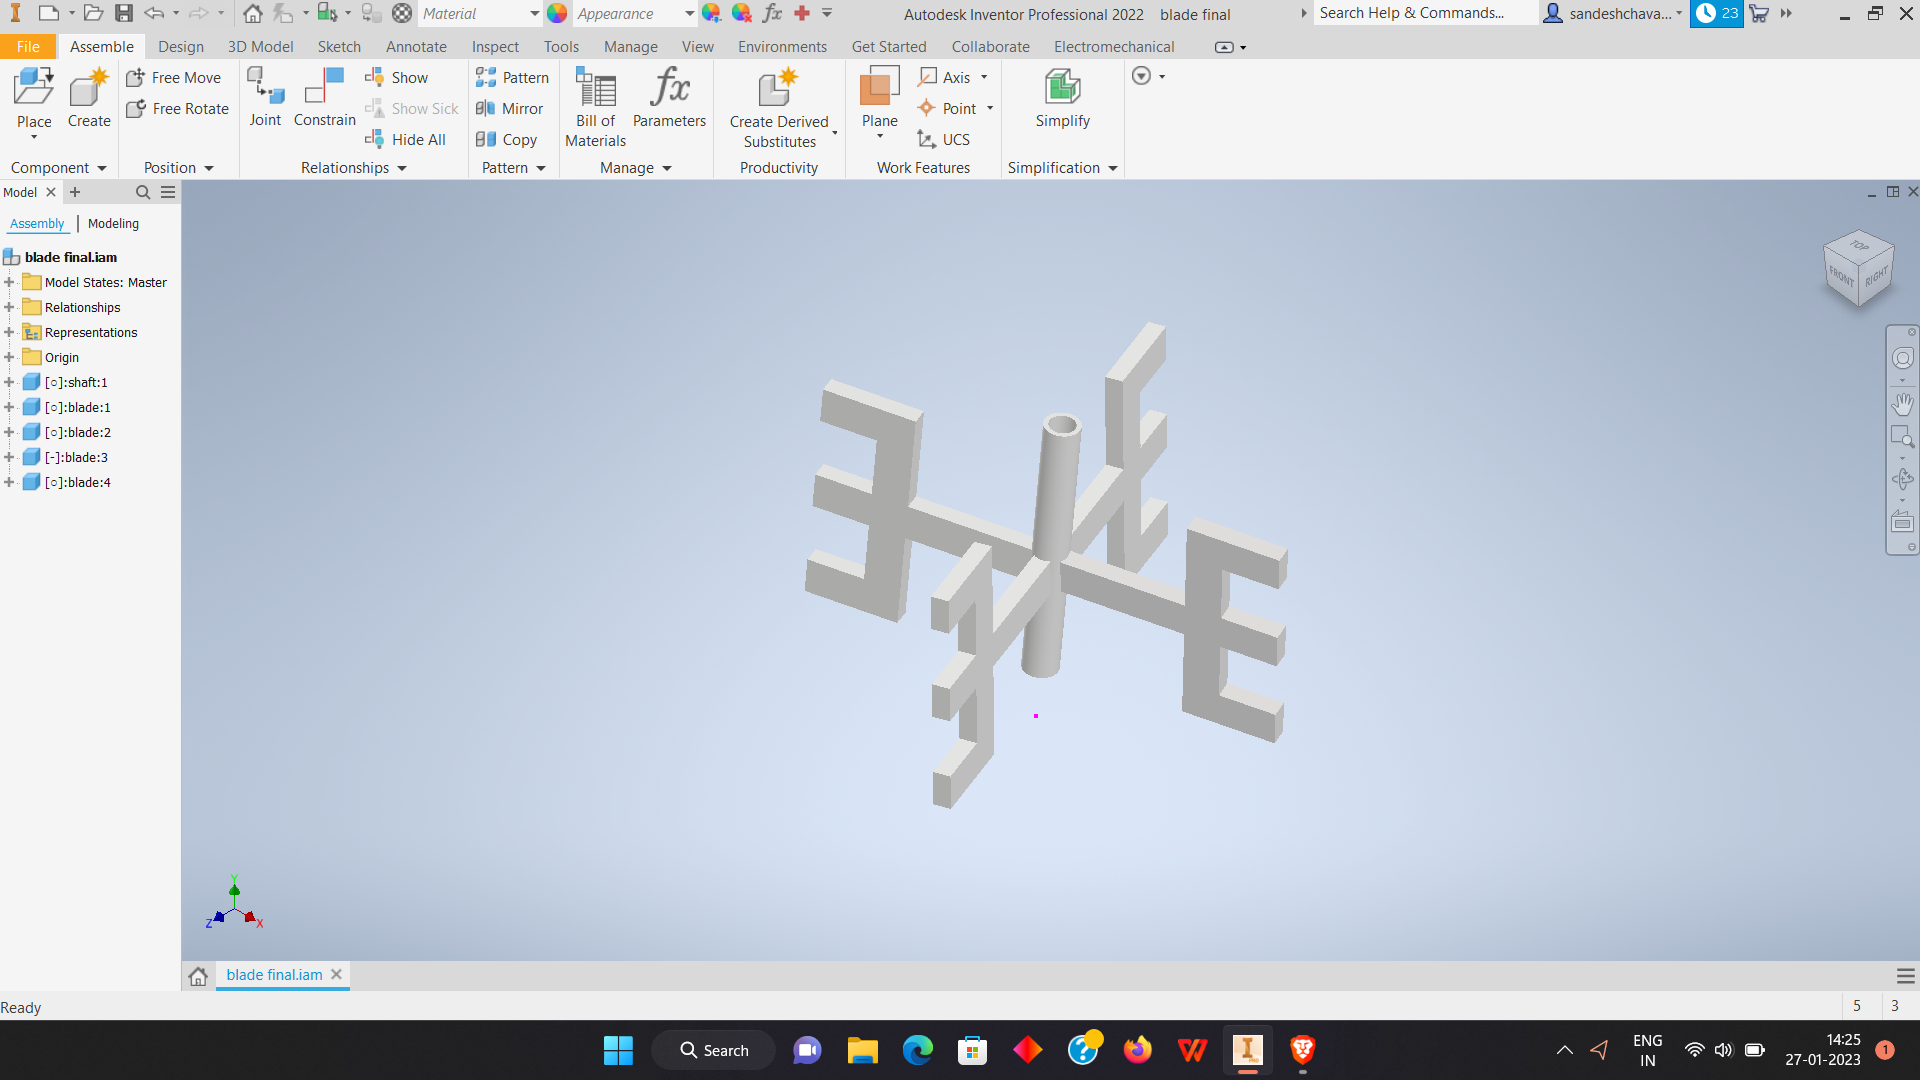 Material
Appearance
Autodesk Inventor Professional 2022 blade final
Search Help & Commands...
sandeshchava...
23
File
Assemble
Design
3D Model
Sketch
Annotate
Inspect
Tools
Manage
View
Environments
Get Started
Collaborate
Electromechanical
Place
Create
Component
Free Move
Free Rotate
Position
Joint
Constrain
Show
Show Sick
Hide All
Relationships
Pattern
Mirror
Copy
Pattern
Bill of
Materials
Parameters
Manage
Create Derived
Substitutes
Productivity
Plane
Axis
Point
UCS
Work Features
Simplify
Simplification
Model
Assembly
Modeling
blade final.iam
Model States: Master
Relationships
Representations
Origin
[○]:shaft:1
[○]:blade:1
[○]:blade:2
[-]:blade:3
[○]:blade:4
TOP
FRONT
RIGHT
Y
Z
X
blade final.iam
Ready
5
3
Search
ENG
IN
14:25
27-01-2023
1